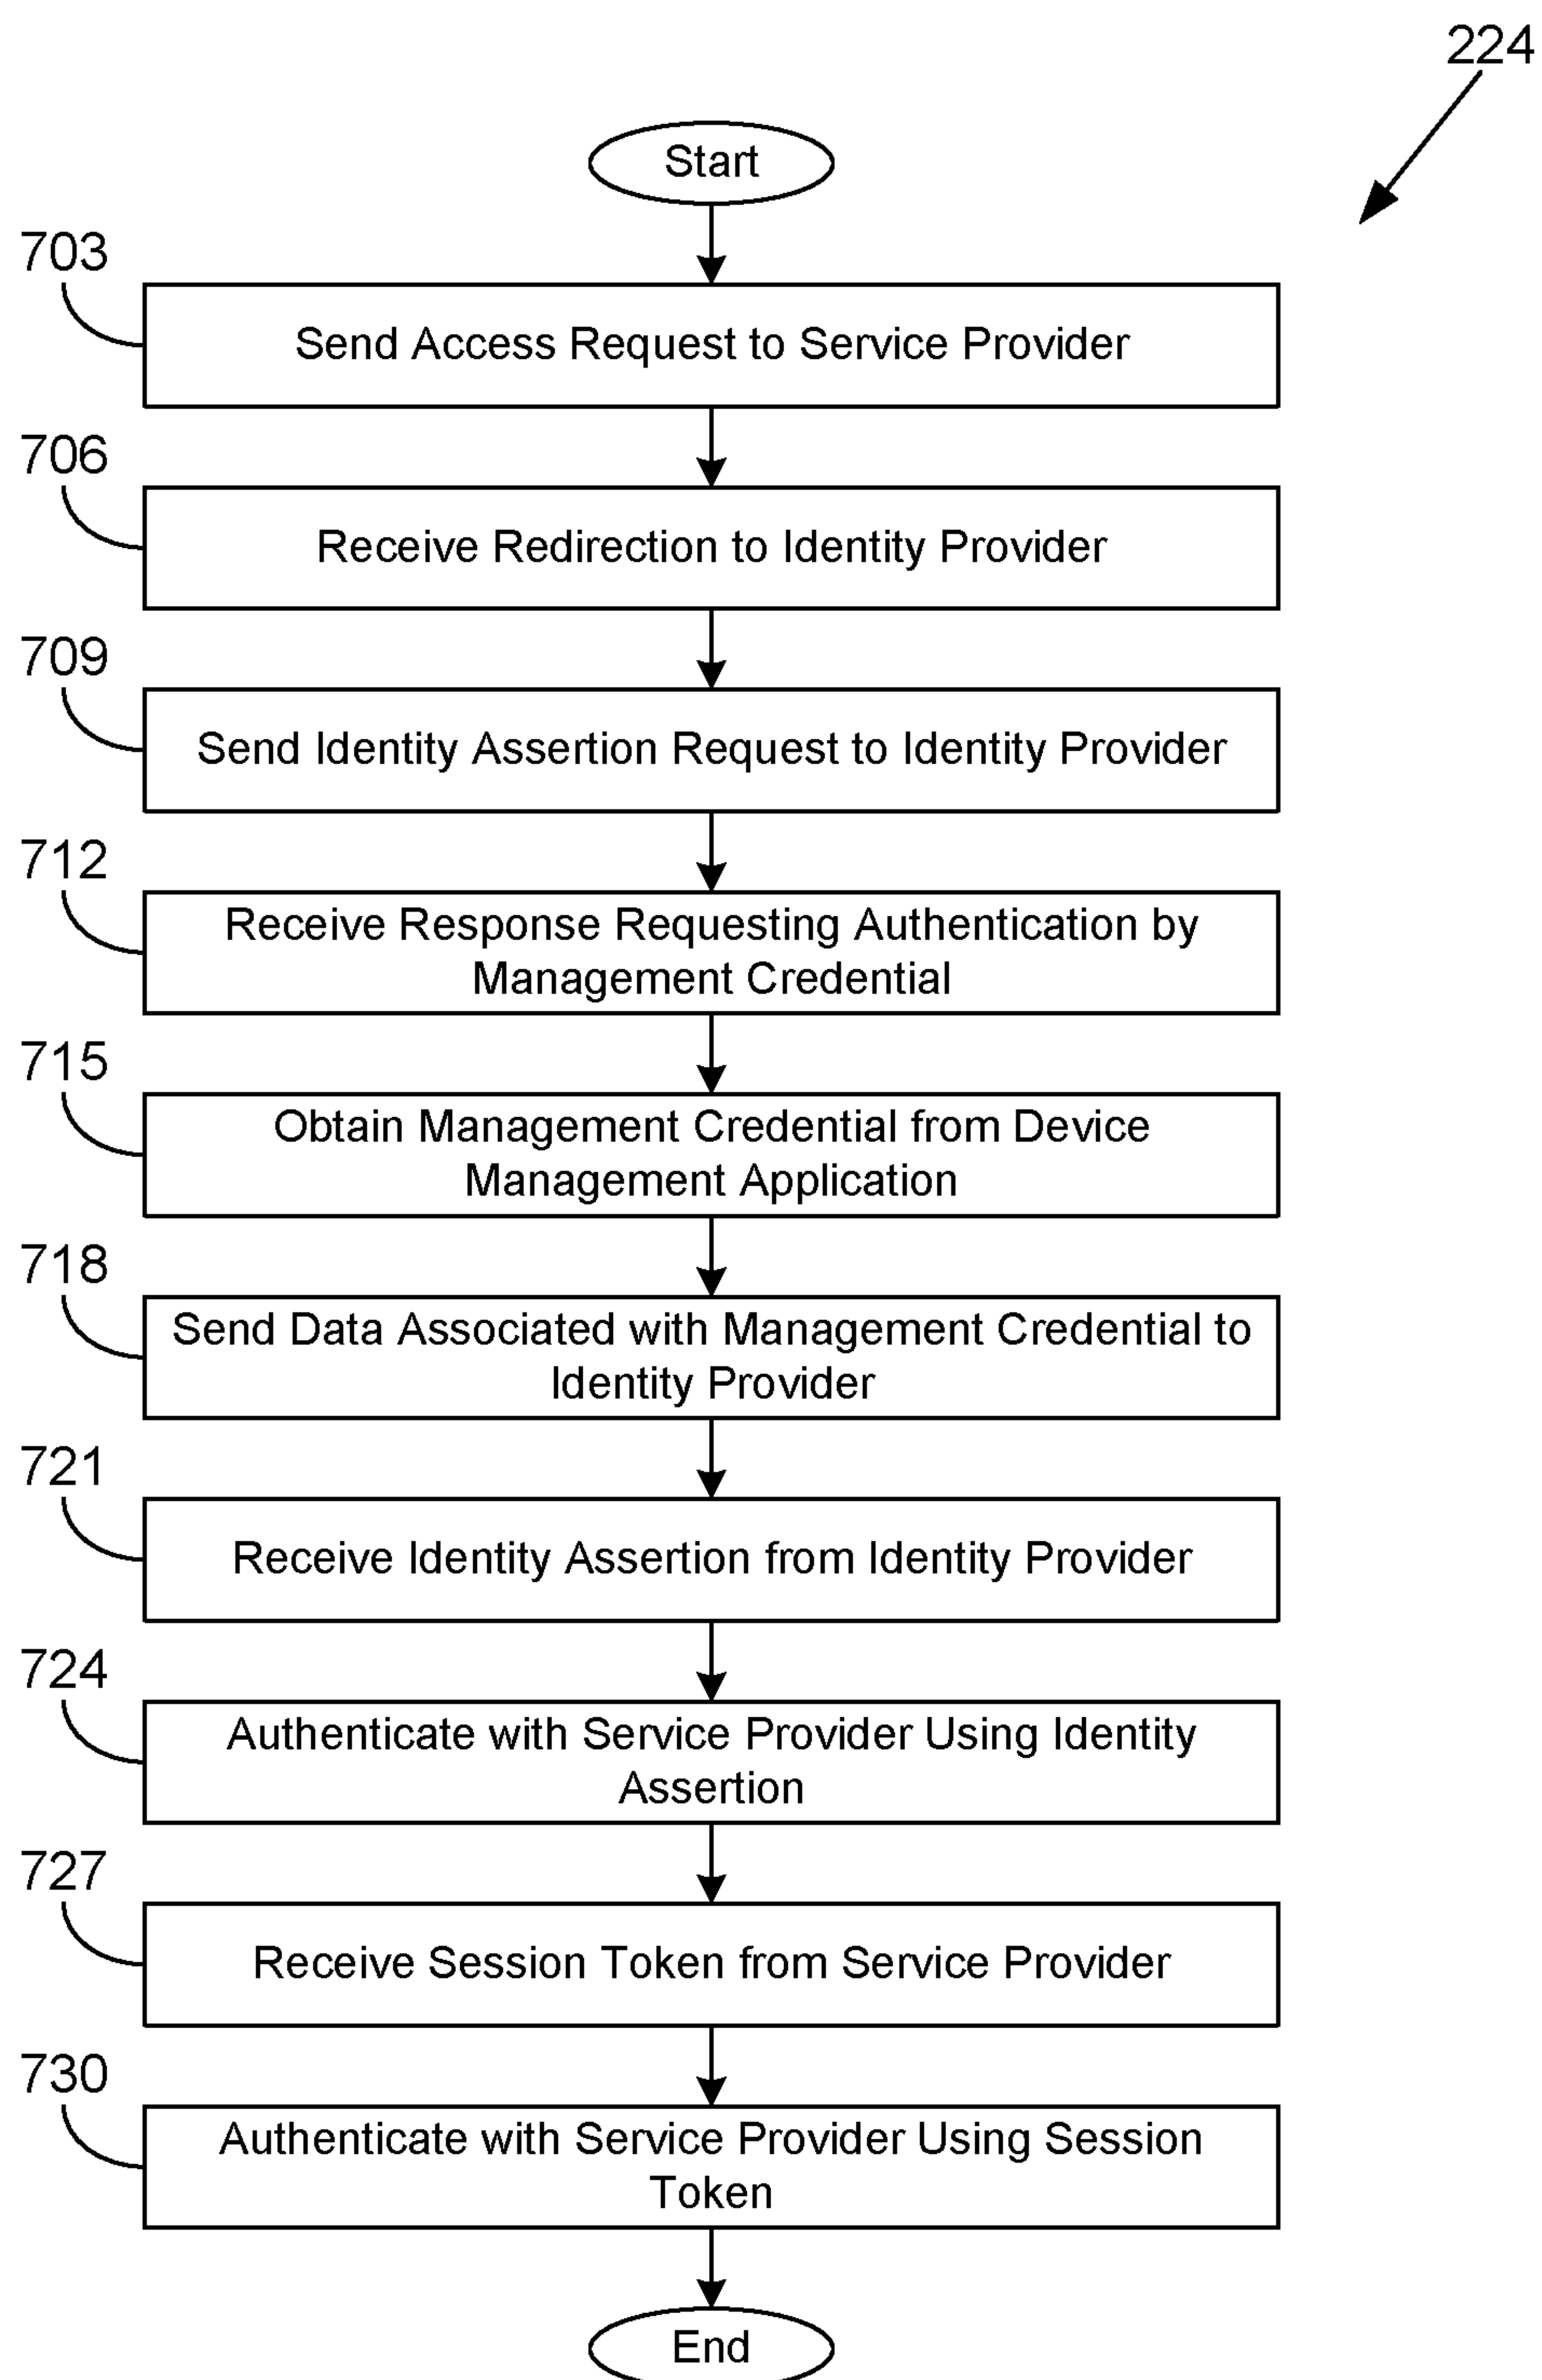 224
Start
703
Send Access Request to Service Provider
706
Receive Redirection to Identity Provider
709
Send Identity Assertion Request to Identity Provider
712
Receive Response Requesting Authentication by
Management Credential
715
Obtain Management Credential from Device
Management Application
718
Send Data Associated with Management Credential to
Identity Provider
721
Receive Identity Assertion from Identity Provider
724
Authenticate with Service Provider Using Identity
Assertion
727
Receive Session Token from Service Provider
730
Authenticate with Service Provider Using Session
Token
End